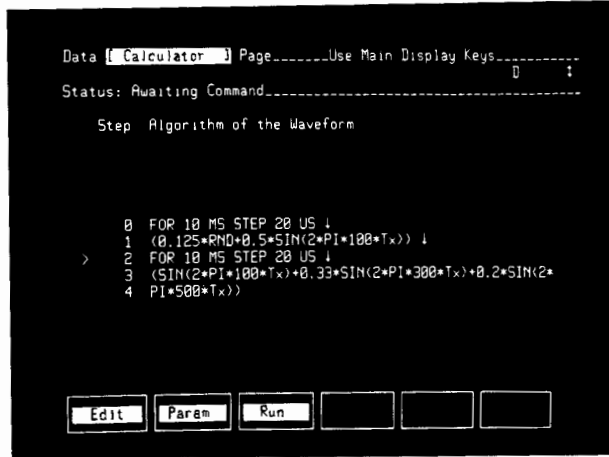 Data [ Calculator ] Page_______Use Main Display Keys___________
D ↕
Status: Awaiting Command_______________________________________
Step Algorithm of the Waveform
0 FOR 10 MS STEP 20 US ↓
1 (0.125*RND+0.5*SIN(2*PI*100*Tx)) ↓
> 2 FOR 10 MS STEP 20 US ↓
3 (SIN(2*PI*100*Tx)+0.33*SIN(2*PI*300*Tx)+0.2*SIN(2*
4 PI*500*Tx))
Edit Param Run